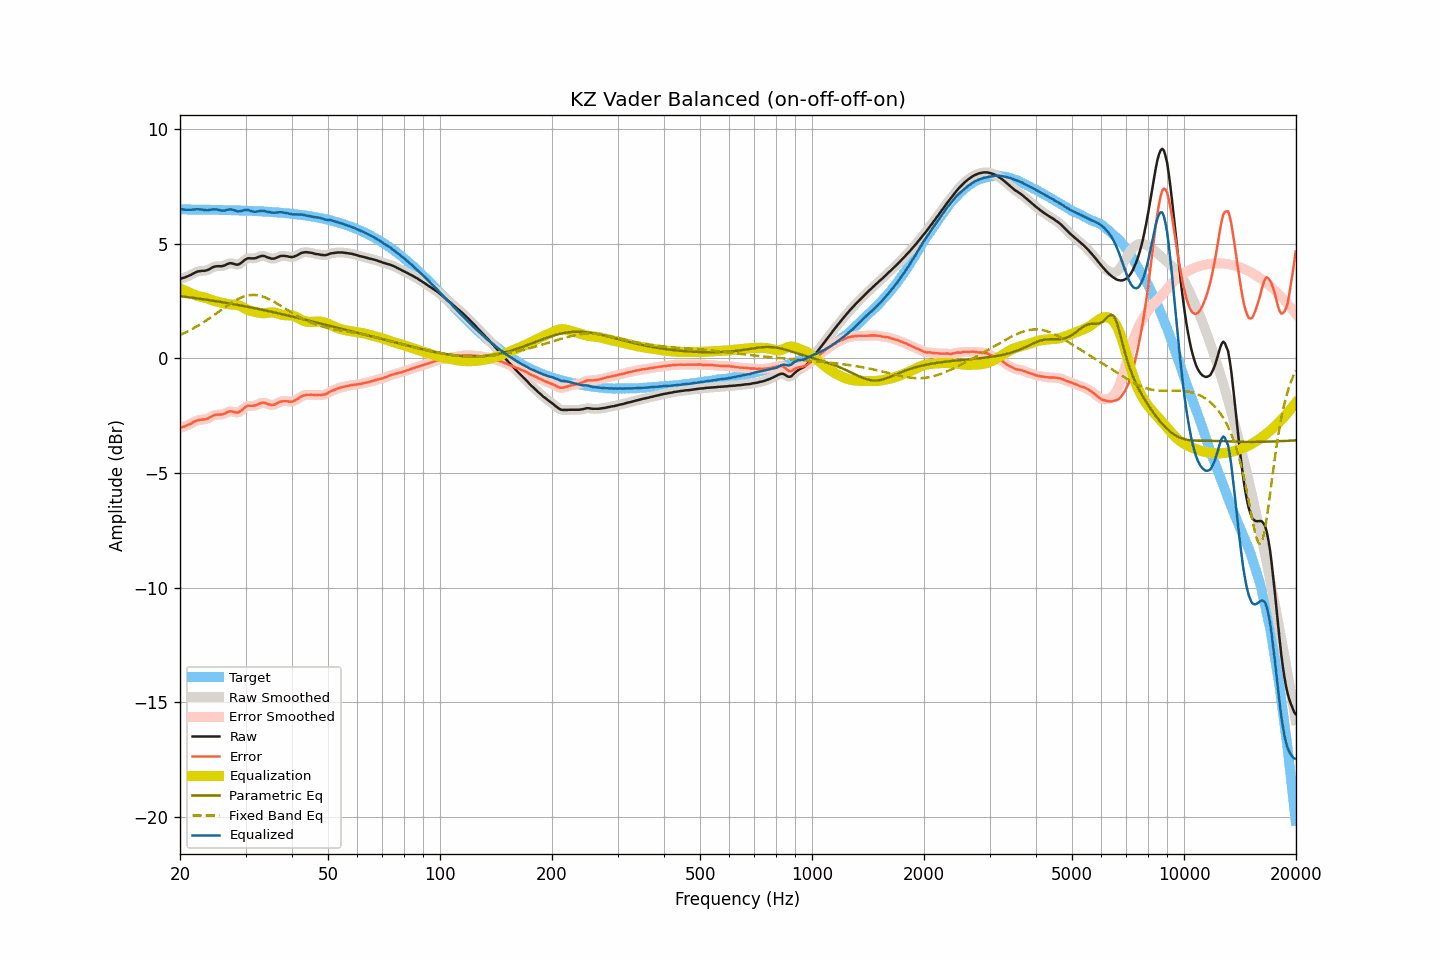 KZ Vader Balanced (on-off-off-on)
10
5
0
−5
−10
−15
−20
Amplitude (dBr)
Target
Raw Smoothed
Error Smoothed
Raw
Error
Equalization
Parametric Eq
Fixed Band Eq
Equalized
20 50 100 200 500 1000 2000 5000 10000 20000
Frequency (Hz)